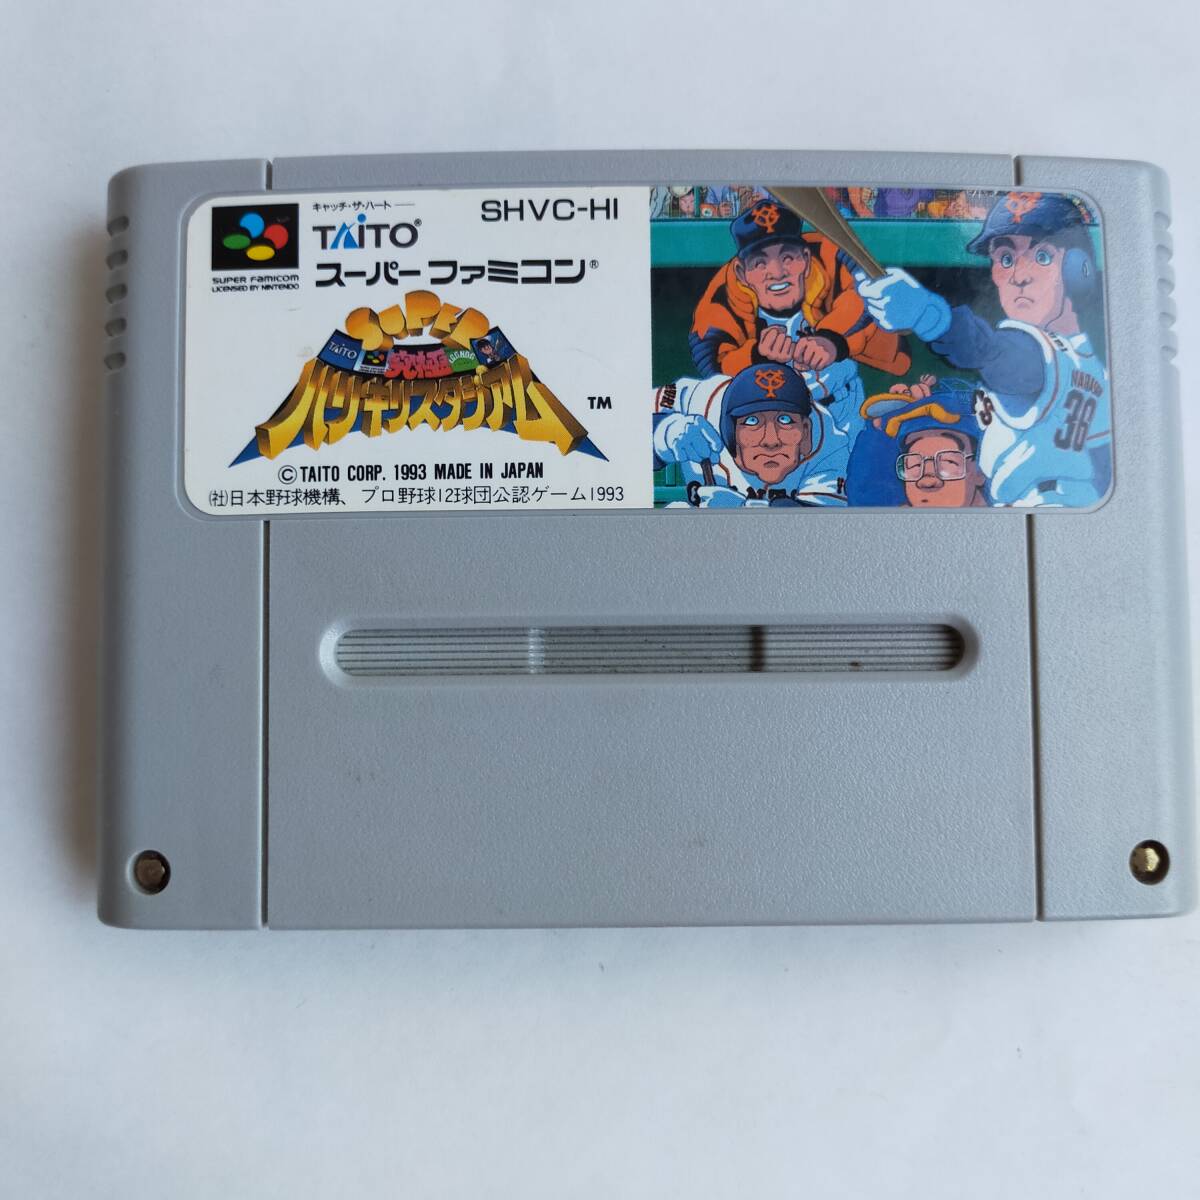 SUPER FAMICOM
LICENSED BY NINTENDO
キャッチ・ザ・ハート
TAITO®
SHVC-HI
スーパーファミコン®
SUPER
TAITO
究極
ハリキリスタジアム
TM
©TAITO CORP. 1993 MADE IN JAPAN
(社)日本野球機構、プロ野球12球団公認ゲーム1993
36